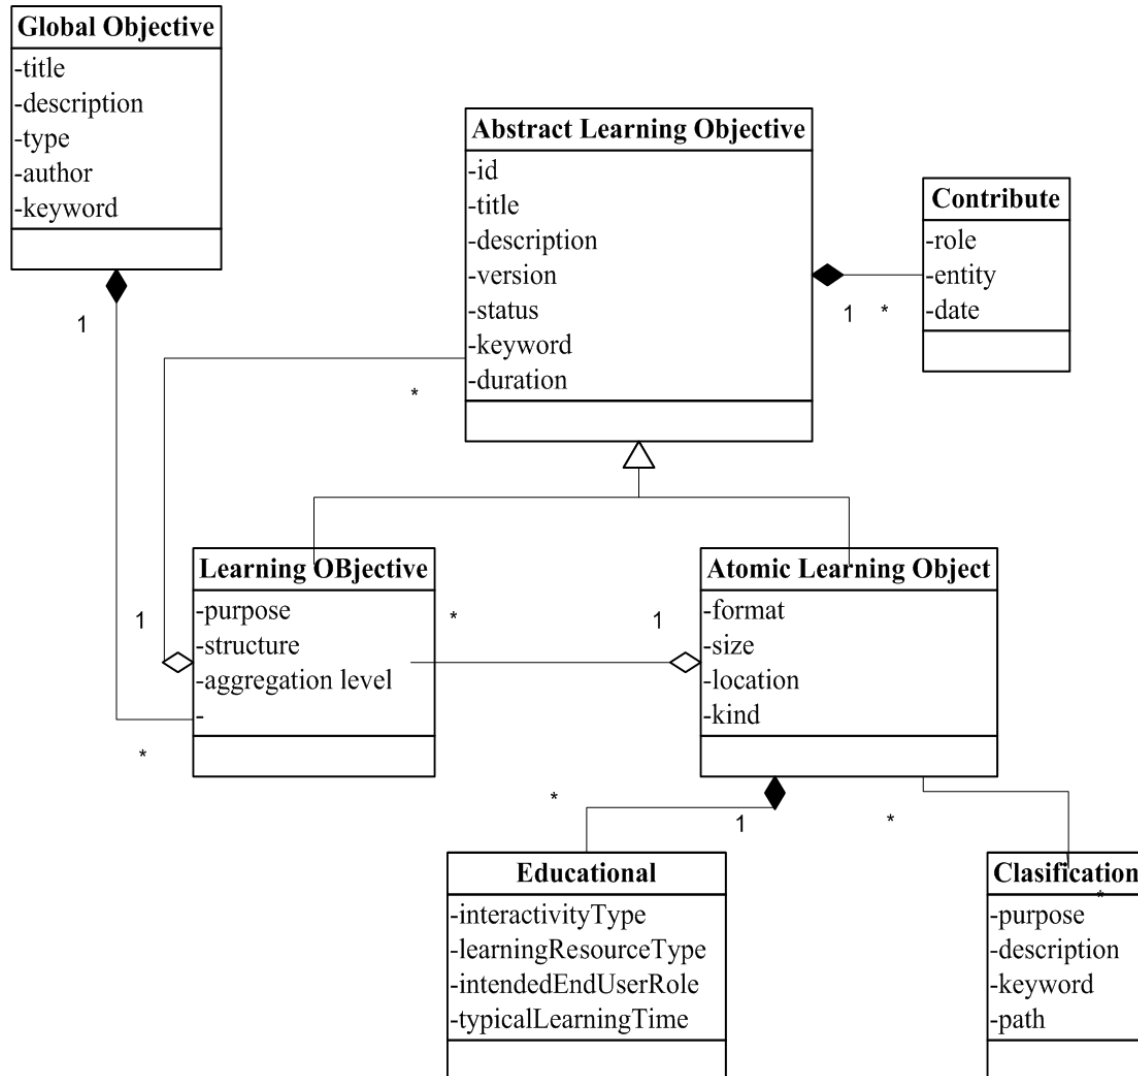 Global Objective
-title
-description
-type
-author
-keyword
Abstract Learning Objective
-id
-title
-description
-version
-status
-keyword
-duration
Contribute
-role
-entity
-date
1
1
*
*
Learning OBjective
-purpose
-structure
-aggregation level
-
Atomic Learning Object
-format
-size
-location
-kind
1
*
1
*
*
1
*
Educational
-interactivityType
-learningResourceType
-intendedEndUserRole
-typicalLearningTime
Clasification
*
-purpose
-description
-keyword
-path